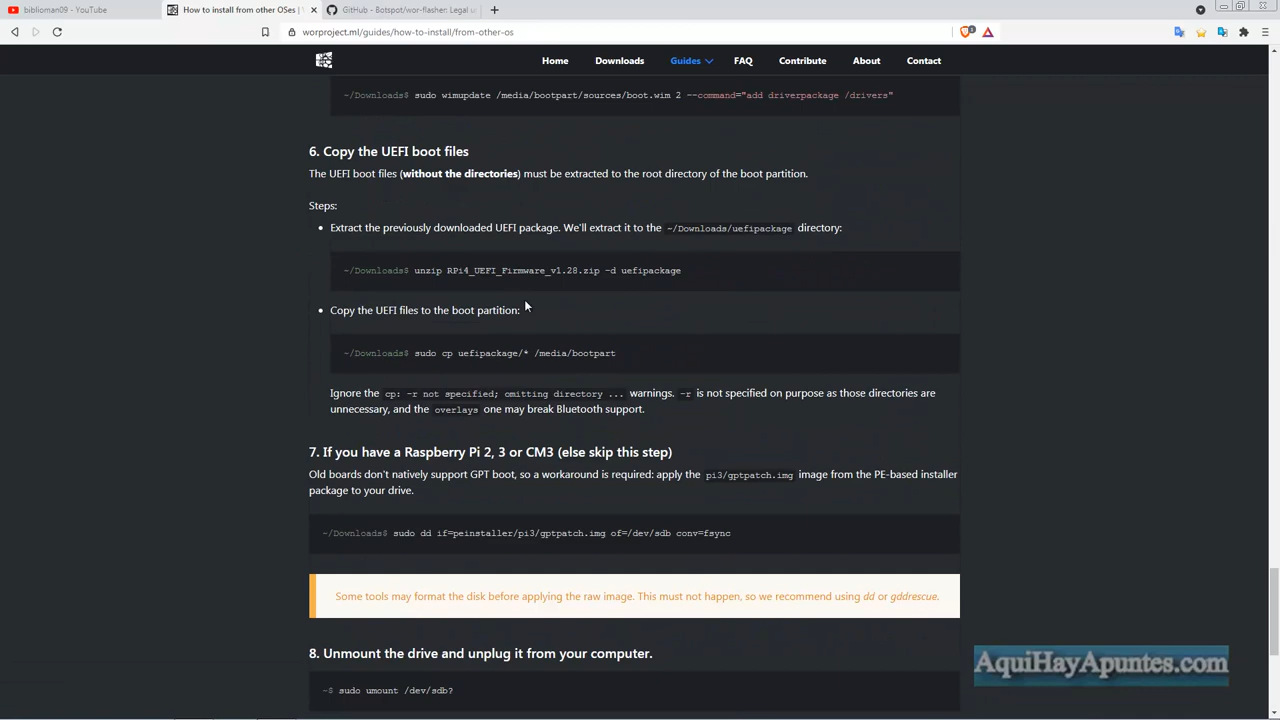 biblioman09 - YouTube
How to install from other OSes |
GitHub - Botspot/wor-flasher: Legal u
worproject.ml/guides/how-to-install/from-other-os
Home Downloads Guides FAQ Contribute About Contact
~/Downloads$ sudo wimupdate /media/bootpart/sources/boot.wim 2 --command="add driverpackage /drivers"
6. Copy the UEFI boot files
The UEFI boot files (without the directories) must be extracted to the root directory of the boot partition.
Steps:
• Extract the previously downloaded UEFI package. We'll extract it to the ~/Downloads/uefipackage directory:
~/Downloads$ unzip RPi4_UEFI_Firmware_v1.28.zip -d uefipackage
• Copy the UEFI files to the boot partition:
~/Downloads$ sudo cp uefipackage/* /media/bootpart
Ignore the cp: -r not specified; omitting directory ... warnings. -r is not specified on purpose as those directories are
unnecessary, and the overlays one may break Bluetooth support.
7. If you have a Raspberry Pi 2, 3 or CM3 (else skip this step)
Old boards don't natively support GPT boot, so a workaround is required: apply the pi3/gptpatch.img image from the PE-based installer
package to your drive.
~/Downloads$ sudo dd if=peinstaller/pi3/gptpatch.img of=/dev/sdb conv=fsync
Some tools may format the disk before applying the raw image. This must not happen, so we recommend using dd or gddrescue.
8. Unmount the drive and unplug it from your computer.
~$ sudo umount /dev/sdb?
AquiHayApuntes.com